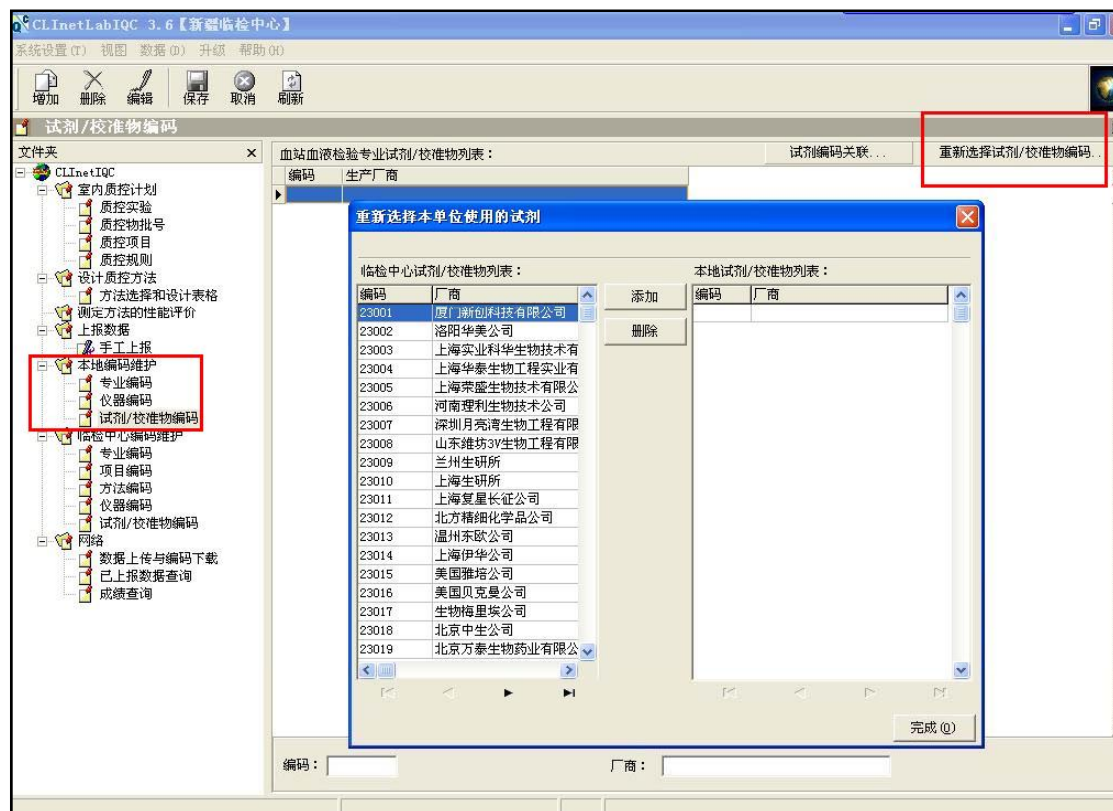 CLInetLabIQC 3.6【新疆临检中心】
系统设置(T) 视图 数据(D) 升级 帮助(H)
增加 删除 编辑 保存 取消 刷新
试剂/校准物编码
文件夹
CLInetIQC
室内质控计划
质控实验
质控物批号
质控项目
质控规则
设计质控方法
方法选择和设计表格
测定方法的性能评价
上报数据
手工上报
本地编码维护
专业编码
仪器编码
试剂/校准物编码
临检中心编码维护
专业编码
项目编码
方法编码
仪器编码
试剂/校准物编码
网络
数据上传与编码下载
已上报数据查询
成绩查询
血站血液检验专业试剂/校准物列表：
试剂编码关联...
重新选择试剂/校准物编码..
编码 生产厂商
重新选择本单位使用的试剂
临检中心试剂/校准物列表：
编码 厂商
23001 厦门新创科技有限公司
23002 洛阳华美公司
23003 上海实业科华生物技术有
23004 上海华泰生物工程实业有
23005 上海荣盛生物技术有限公
23006 河南理利生物技术公司
23007 深圳月亮湾生物工程有限
23008 山东维坊3V生物工程有限
23009 兰州生研所
23010 上海生研所
23011 上海复星长征公司
23012 北方精细化学品公司
23013 温州东欧公司
23014 上海伊华公司
23015 美国雅培公司
23016 美国贝克曼公司
23017 生物梅里埃公司
23018 北京中生公司
23019 北京万泰生物药业有限公
添加
删除
本地试剂/校准物列表：
编码 厂商
完成(O)
编码： 厂商：